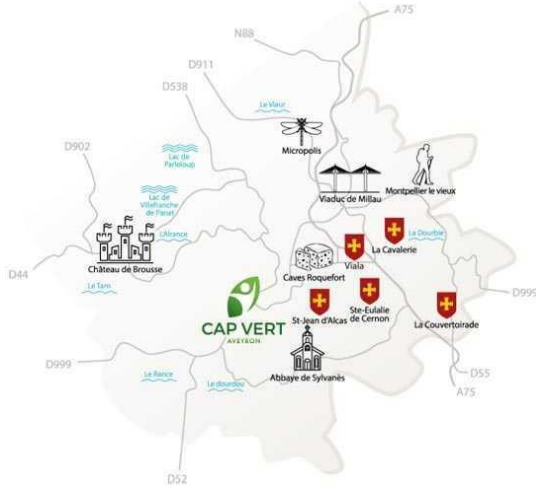 A75
N88
D911
D538
Le Viaur
Micropolis
D902
Lac de
Pareloup
Viaduc de Millau
Montpellier le vieux
Lac de
Villefranche
de Panat
L'Alrance
La Cavalerie
La Dourbie
Château de Brousse
Caves Roquefort
Viala
D44
Le Tarn
D999
St-Jean d'Alcas
Ste-Eulalie
de Cernon
La Couvertoirade
CAP VERT
AVEYRON
D999
Le Rance
Le dourdou
Abbaye de Sylvanès
D55
A75
D52